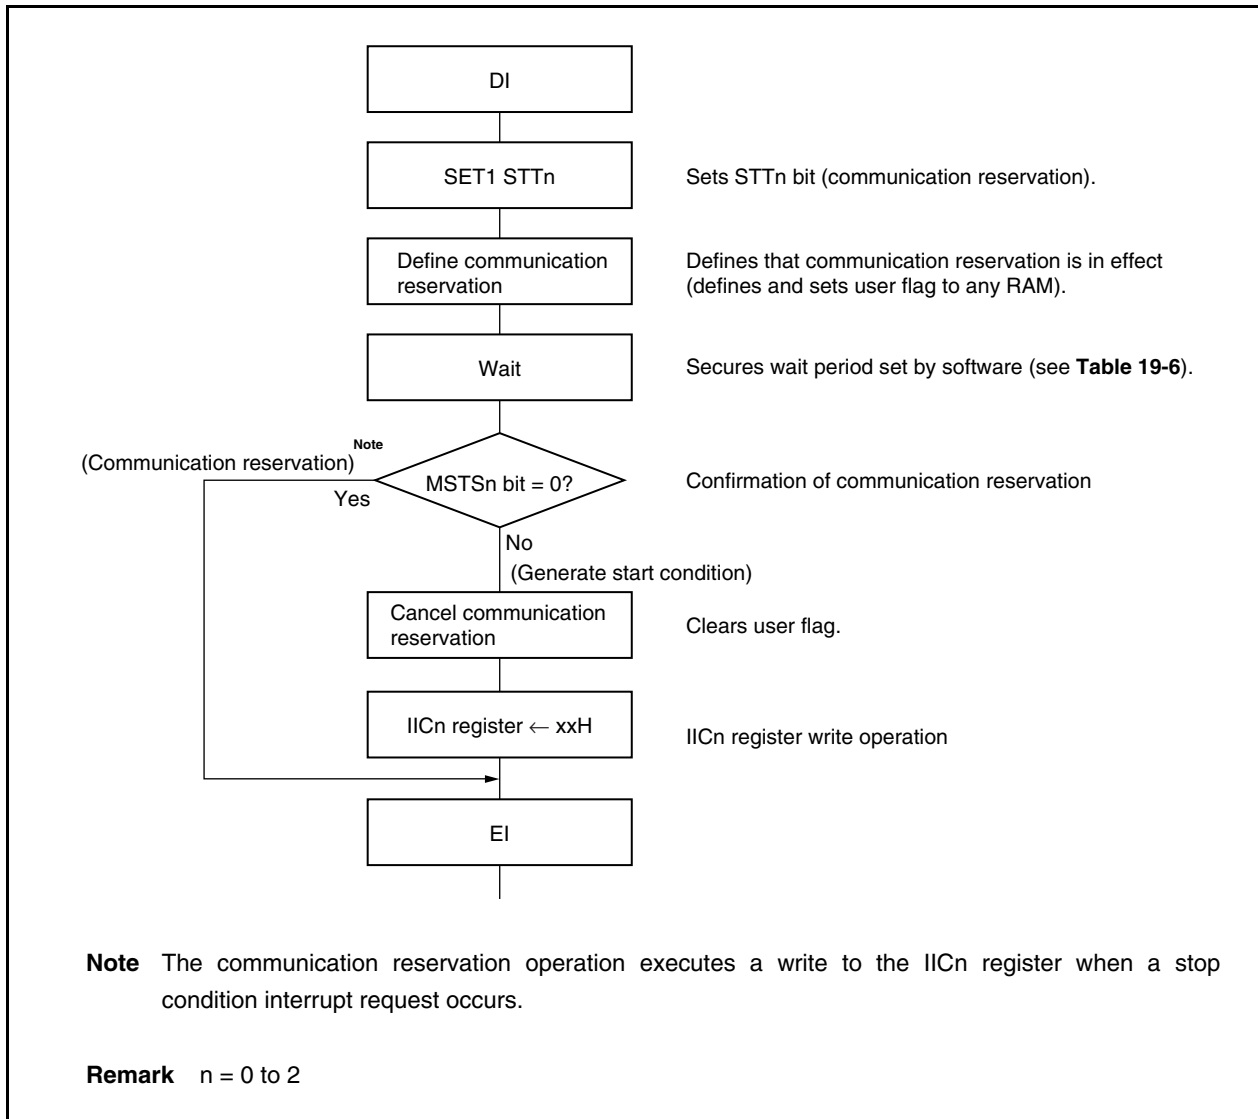 DI
SET1 STTn
Sets STTn bit (communication reservation).
Define communication
reservation
Defines that communication reservation is in effect
(defines and sets user flag to any RAM).
Wait
Secures wait period set by software (see Table 19-6).
(Communication reservation)Note
MSTSn bit = 0?
Confirmation of communication reservation
Yes
No
(Generate start condition)
Cancel communication
reservation
Clears user flag.
IICn register ← xxH
IICn register write operation
EI
Note The communication reservation operation executes a write to the IICn register when a stop
condition interrupt request occurs.
Remark n = 0 to 2